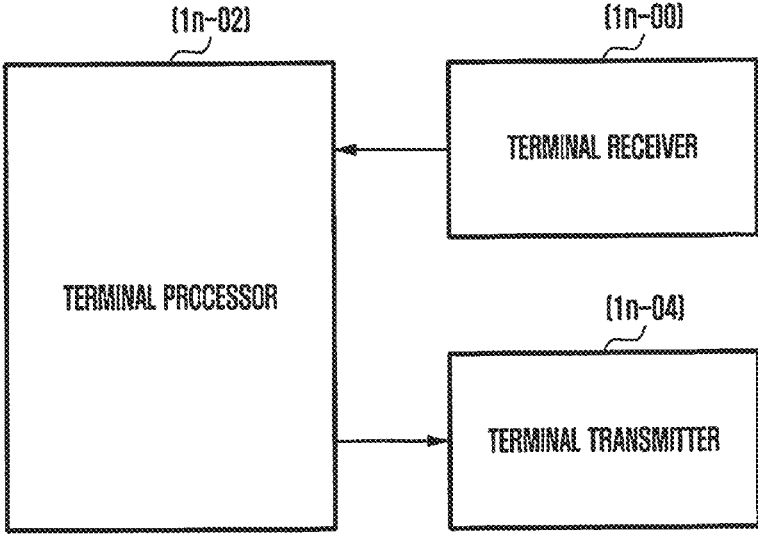 (1n-02)
(1n-00)
TERMINAL RECEIVER
TERMINAL PROCESSOR
(1n-04)
TERMINAL TRANSMITTER